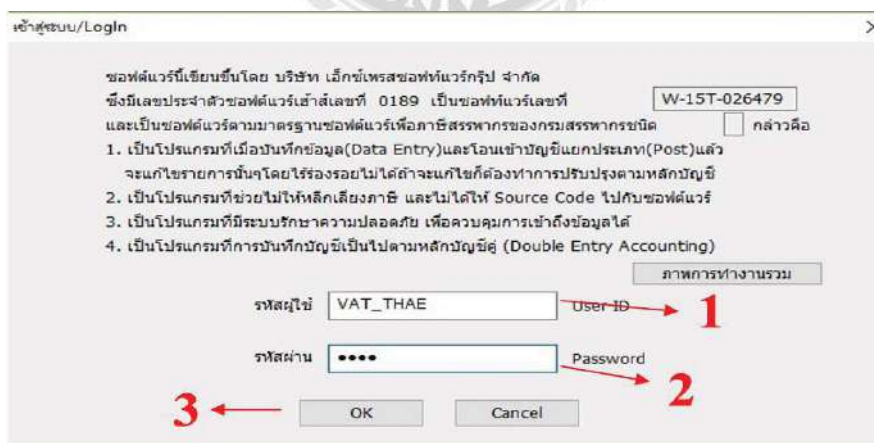 เข้าสู่ระบบ/LogIn
ซอฟต์แวร์นี้เขียนขึ้นโดย บริษัท เอ็กซ์เพรสซอฟท์แวร์กรุ๊ป จำกัด
ซึ่งมีเลขประจำตัวซอฟต์แวร์เฮ้าส์เลขที่ 0189 เป็นซอฟท์แวร์เลขที่ W-15T-026479
และเป็นซอฟต์แวร์ตามมาตรฐานซอฟต์แวร์เพื่อภาษีสรรพากรของกรมสรรพากรชนิด กล่าวคือ
1. เป็นโปรแกรมที่เมื่อบันทึกข้อมูล(Data Entry)และโอนเข้าบัญชีแยกประเภท(Post)แล้ว
จะแก้ไขรายการนั้นๆโดยไร้ร่องรอยไม่ได้ถ้าจะแก้ไขก็ต้องทำการปรับปรุงตามหลักบัญชี
2. เป็นโปรแกรมที่ช่วยไม่ให้หลีกเลี่ยงภาษี และไม่ได้ให้ Source Code ไปกับซอฟต์แวร์
3. เป็นโปรแกรมที่มีระบบรักษาความปลอดภัย เพื่อควบคุมการเข้าถึงข้อมูลได้
4. เป็นโปรแกรมที่การบันทึกบัญชีเป็นไปตามหลักบัญชีคู่ (Double Entry Accounting)
ภาพการทำงานรวม
รหัสผู้ใช้ VAT_THAE User ID 1
รหัสผ่าน •••• Password 2
3 OK Cancel